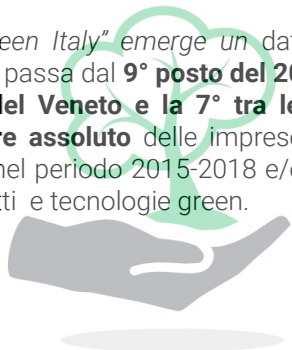 een Italy” emerge un dat
passa dal 9° posto del 20
del Veneto e la 7° tra le
re assoluto delle imprese
nel periodo 2015-2018 e/o
tti e tecnologie green.